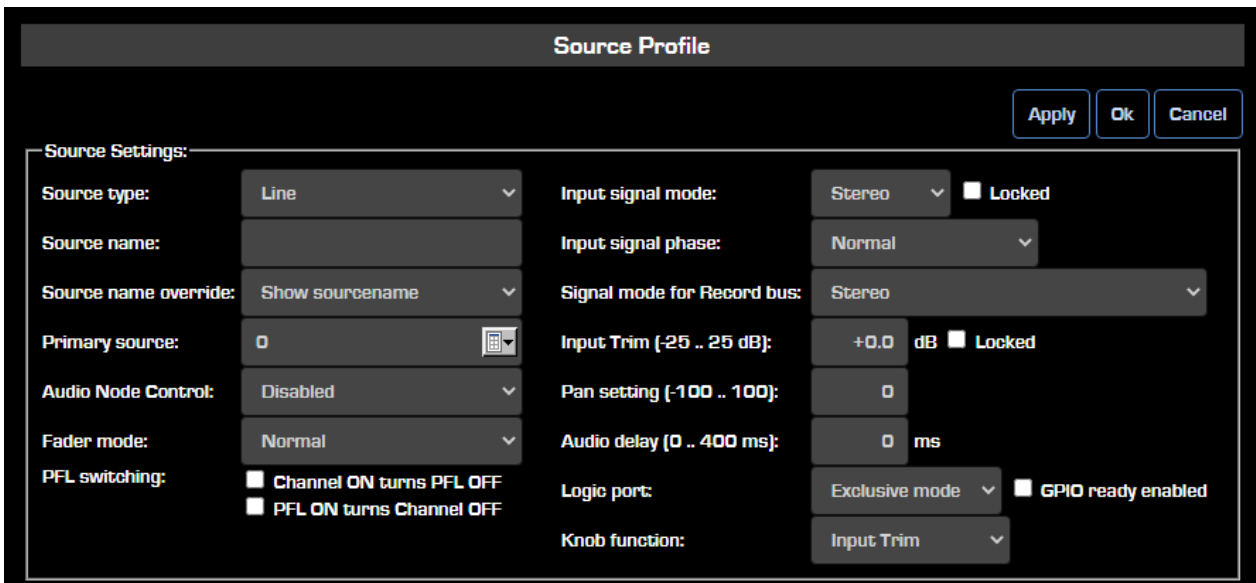 Source Profile
Apply Ok Cancel
Source Settings:
Source type: Line Input signal mode: Stereo Locked
Source name: Input signal phase: Normal
Source name override: Show sourcename Signal mode for Record bus: Stereo
Primary source: 0 Input Trim (-25 .. 25 dB): +0.0 dB Locked
Audio Node Control: Disabled Pan setting (-100 .. 100): 0
Fader mode: Normal Audio delay (0 .. 400 ms): 0 ms
PFL switching: Channel ON turns PFL OFF
Logic port: Exclusive mode GPIO ready enabled
PFL ON turns Channel OFF
Knob function: Input Trim